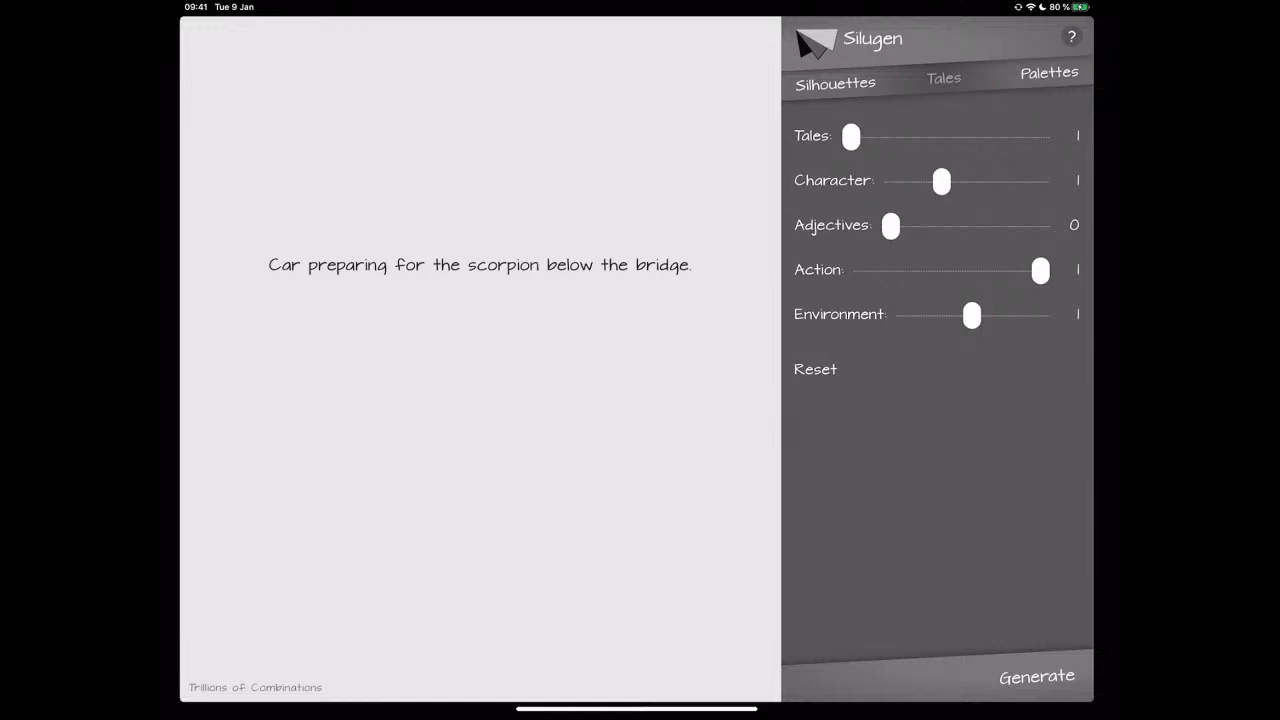 09:41 Tue 9 Jan 80 %
Silugen ?
Silhouettes Tales Palettes
Tales: 1
Character: 1
Adjectives: 0
Action: 1
Environment: 1
Reset
Car preparing for the scorpion below the bridge.
Generate
Trillions of Combinations